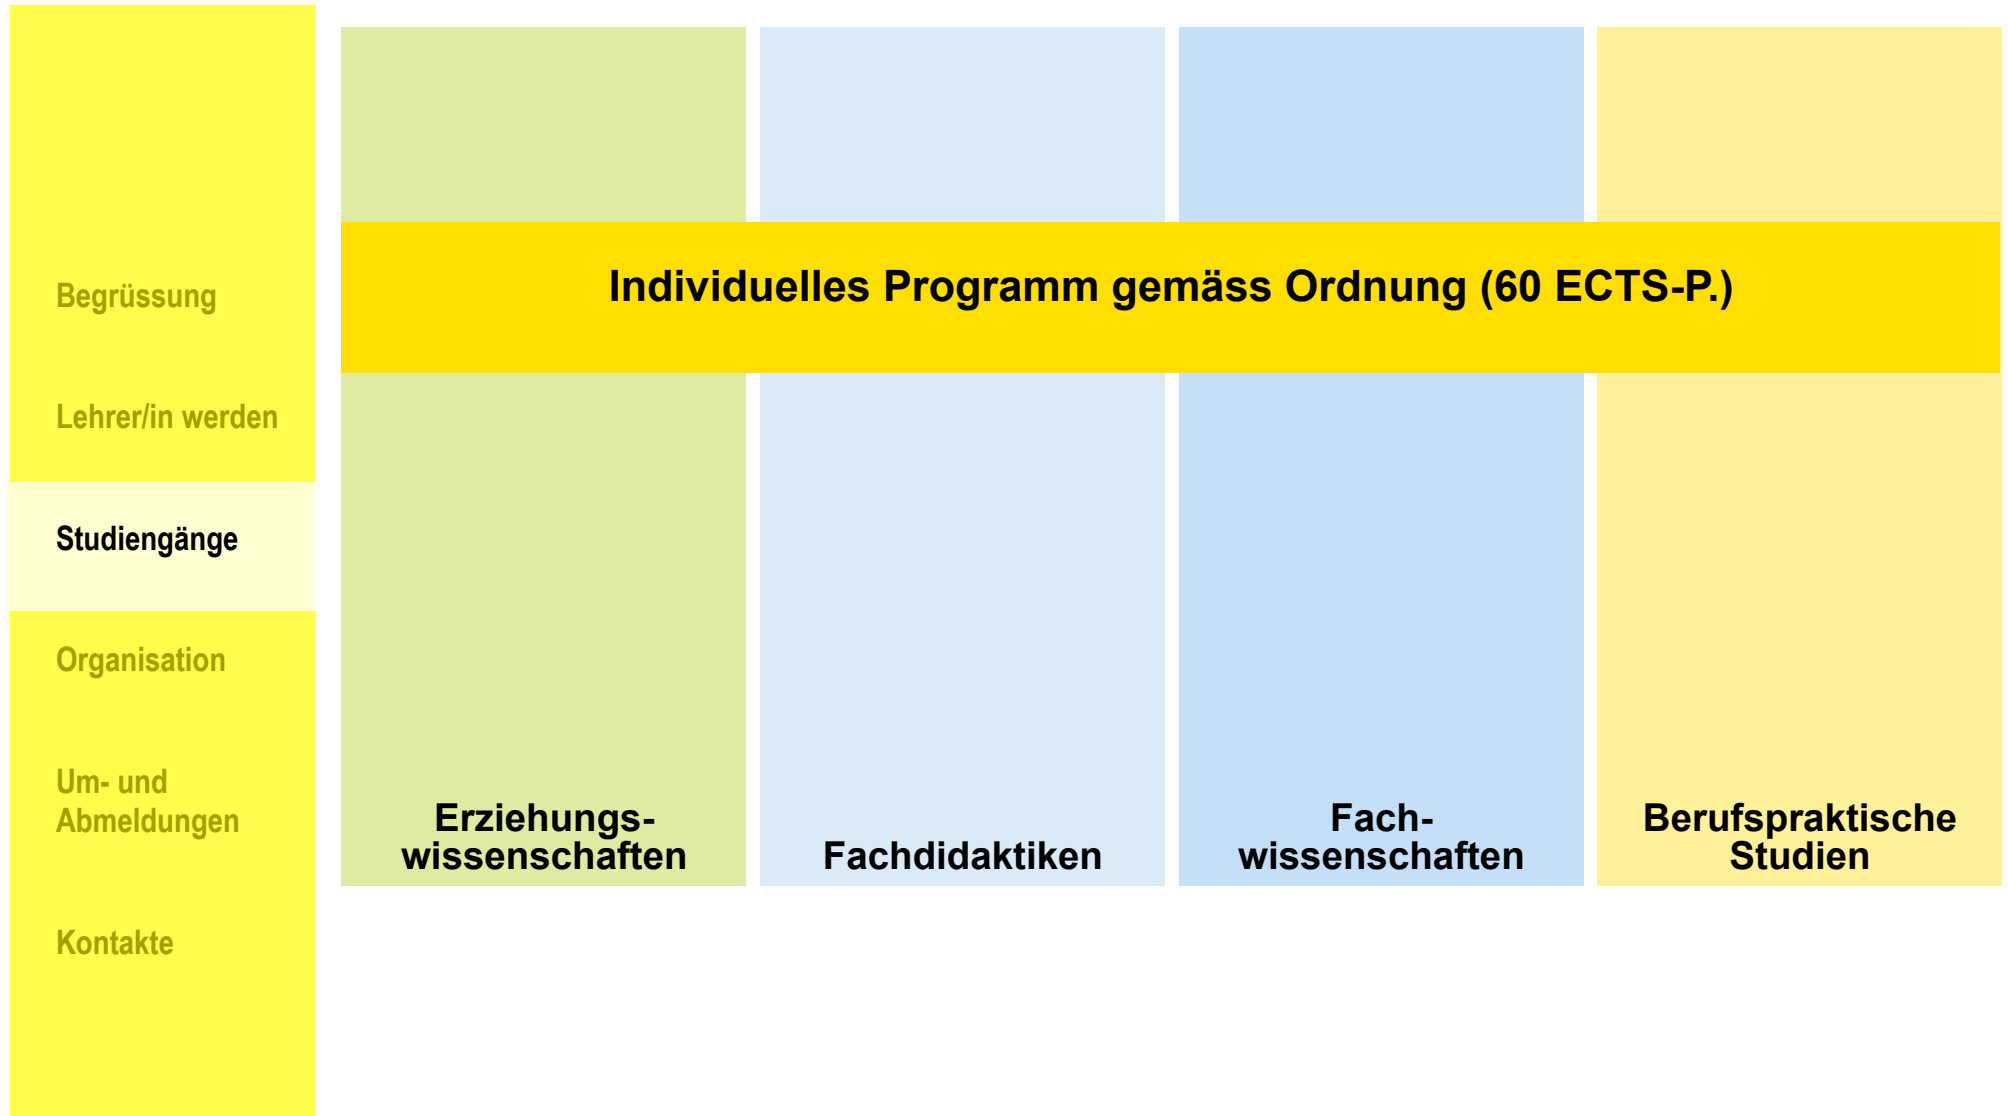 Begrüssung
Lehrer/in werden
Studiengänge
Organisation
Um- und
Abmeldungen
Kontakte
Individuelles Programm gemäss Ordnung (60 ECTS-P.)
Erziehungs-
wissenschaften
Fachdidaktiken
Fach-
wissenschaften
Berufspraktische
Studien